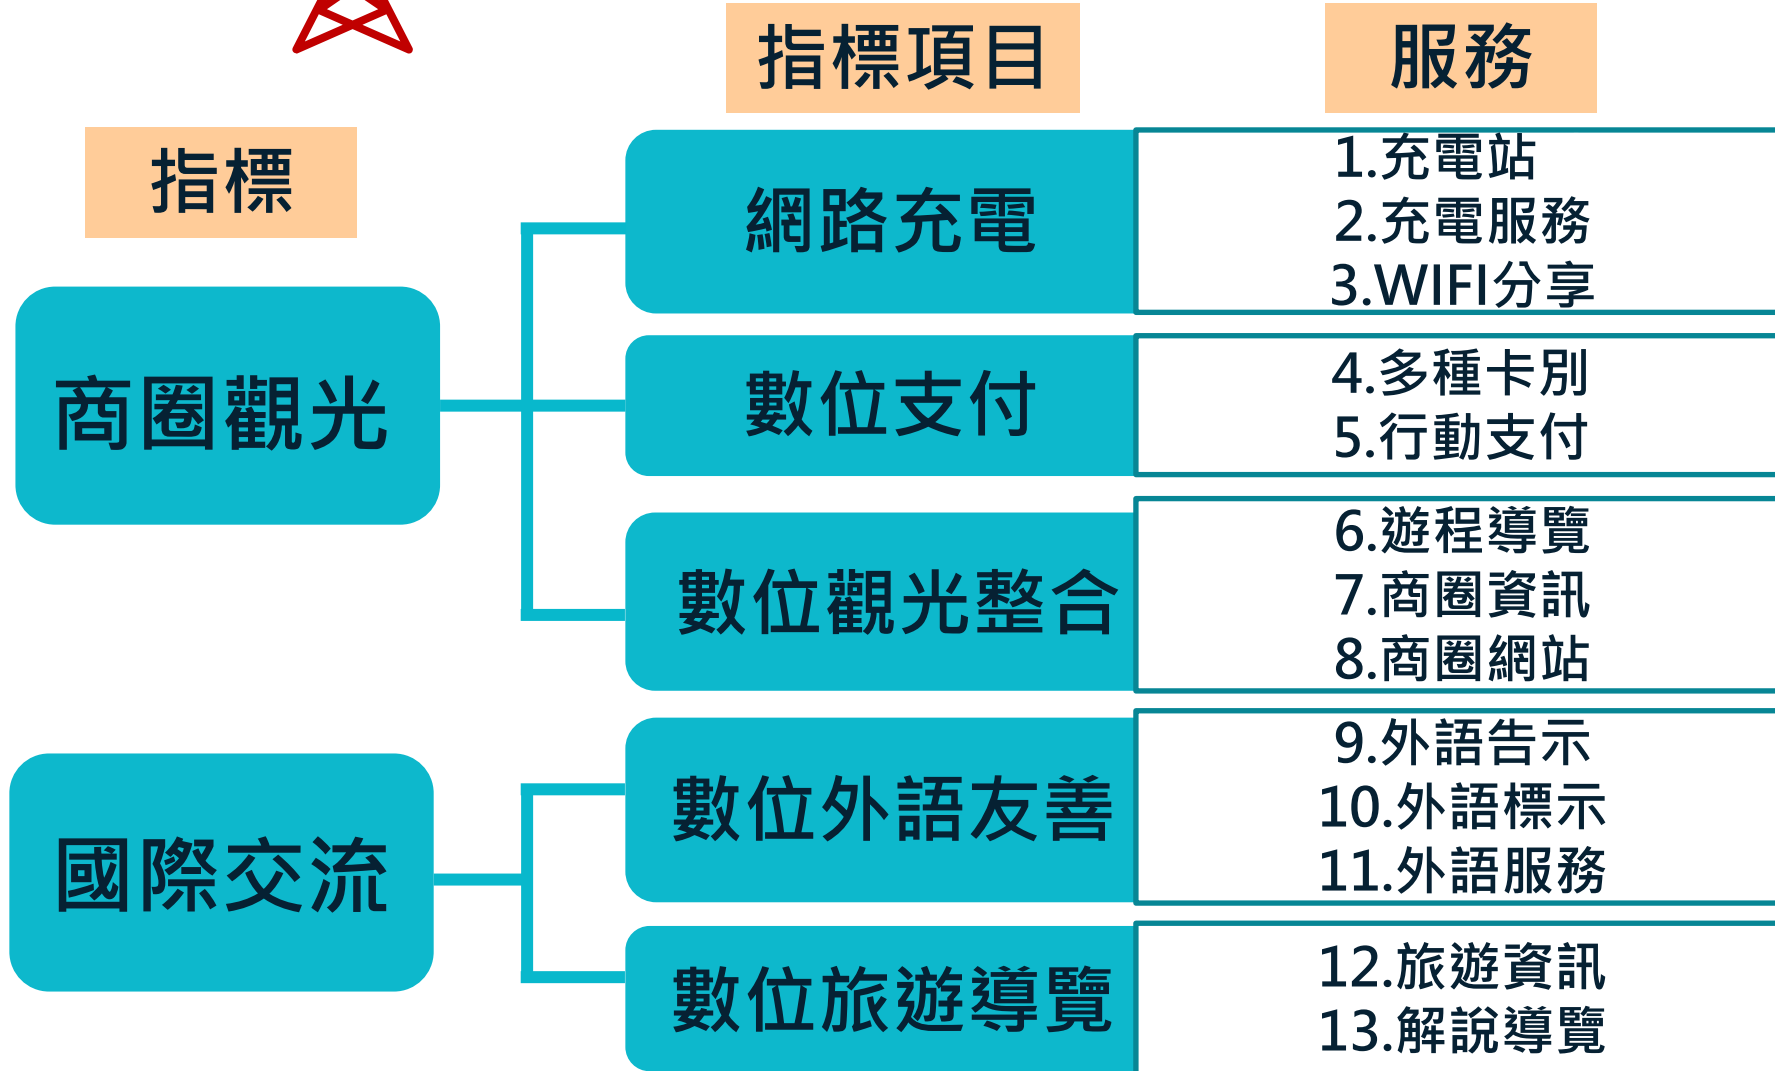 指標項目
服務
指標
商圈觀光
網路充電
1.充電站
2.充電服務
3.WIFI分享
數位支付
4.多種卡別
5.行動支付
數位觀光整合
6.遊程導覽
7.商圈資訊
8.商圈網站
國際交流
數位外語友善
9.外語告示
10.外語標示
11.外語服務
數位旅遊導覽
12.旅遊資訊
13.解說導覽